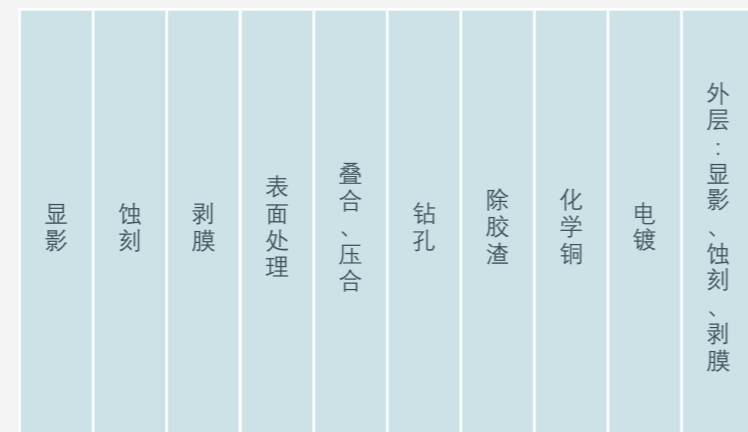 显影
蚀刻
剥膜
表面处理
叠合、压合
钻孔
除胶渣
化学铜
电镀
外层：显影、蚀刻、剥膜